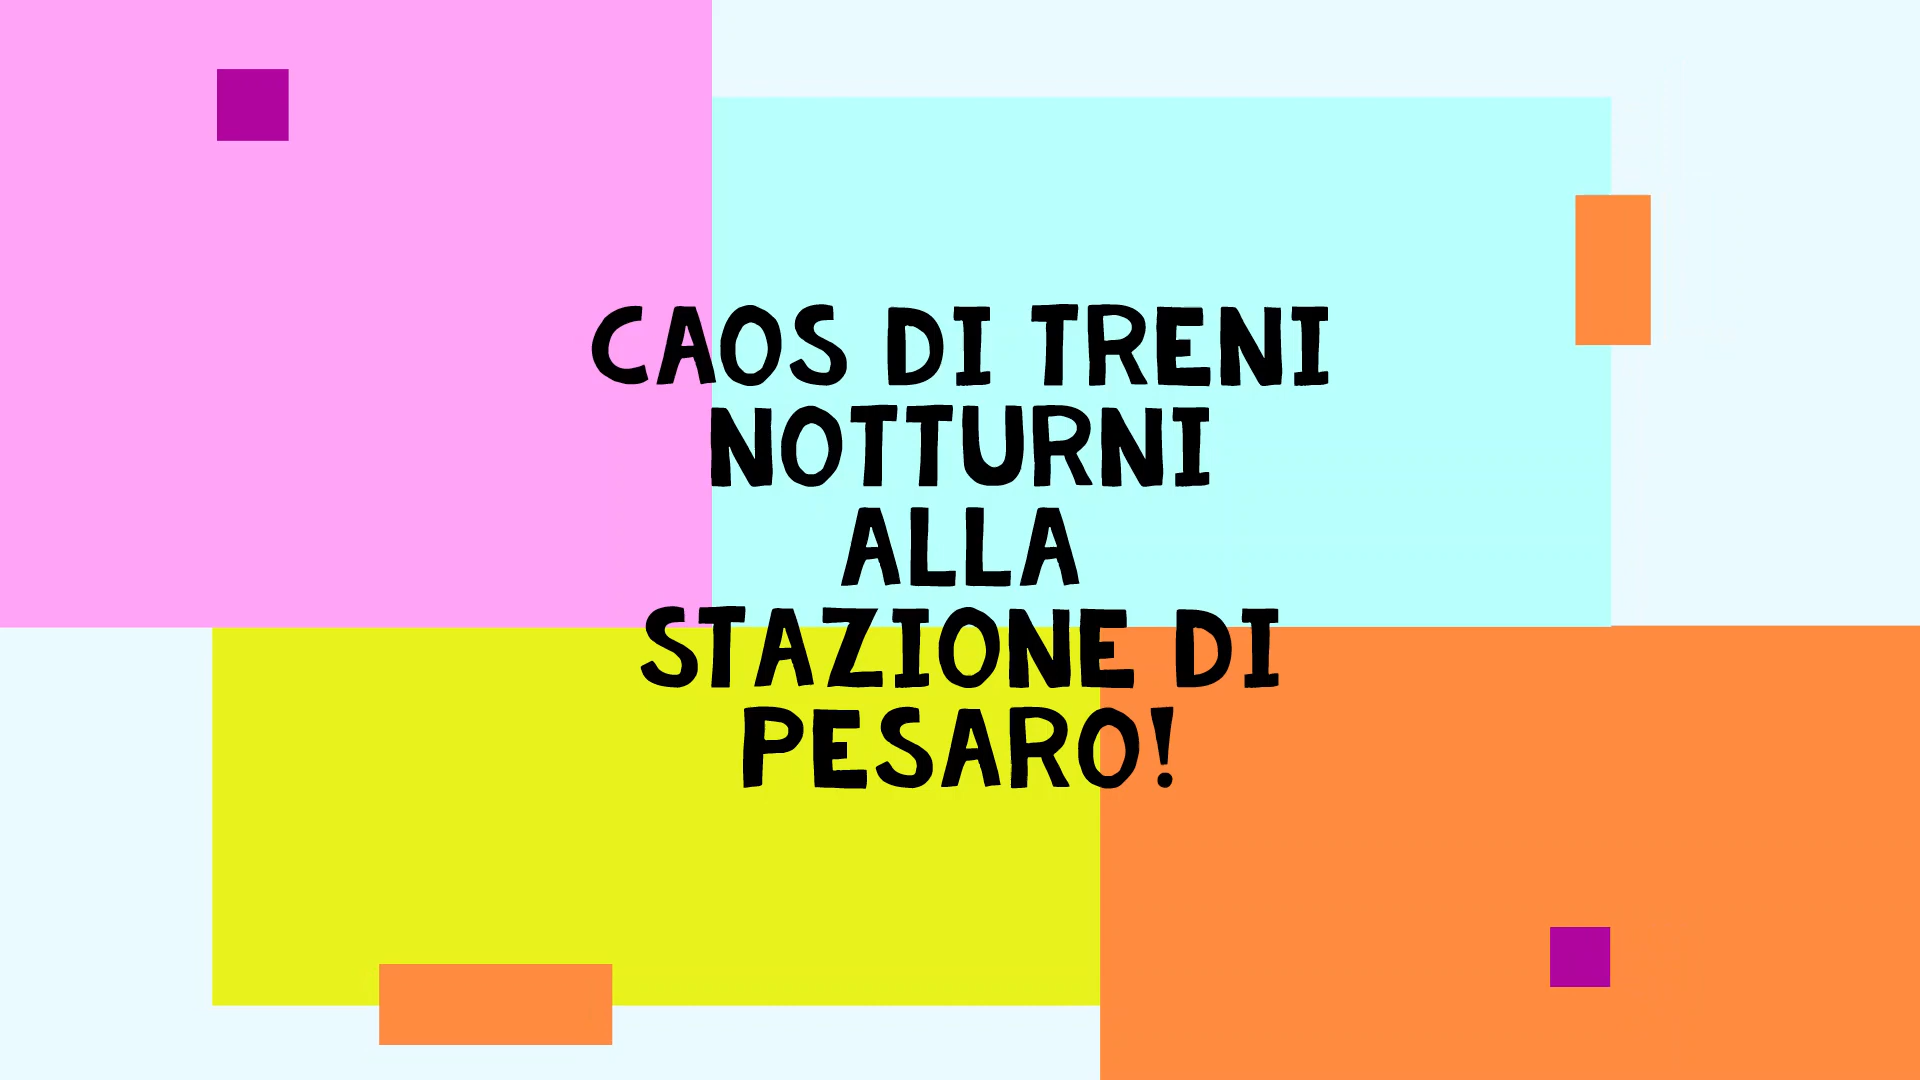 CAOS DI TRENI
NOTTURNI
ALLA
STAZIONE DI
PESARO!